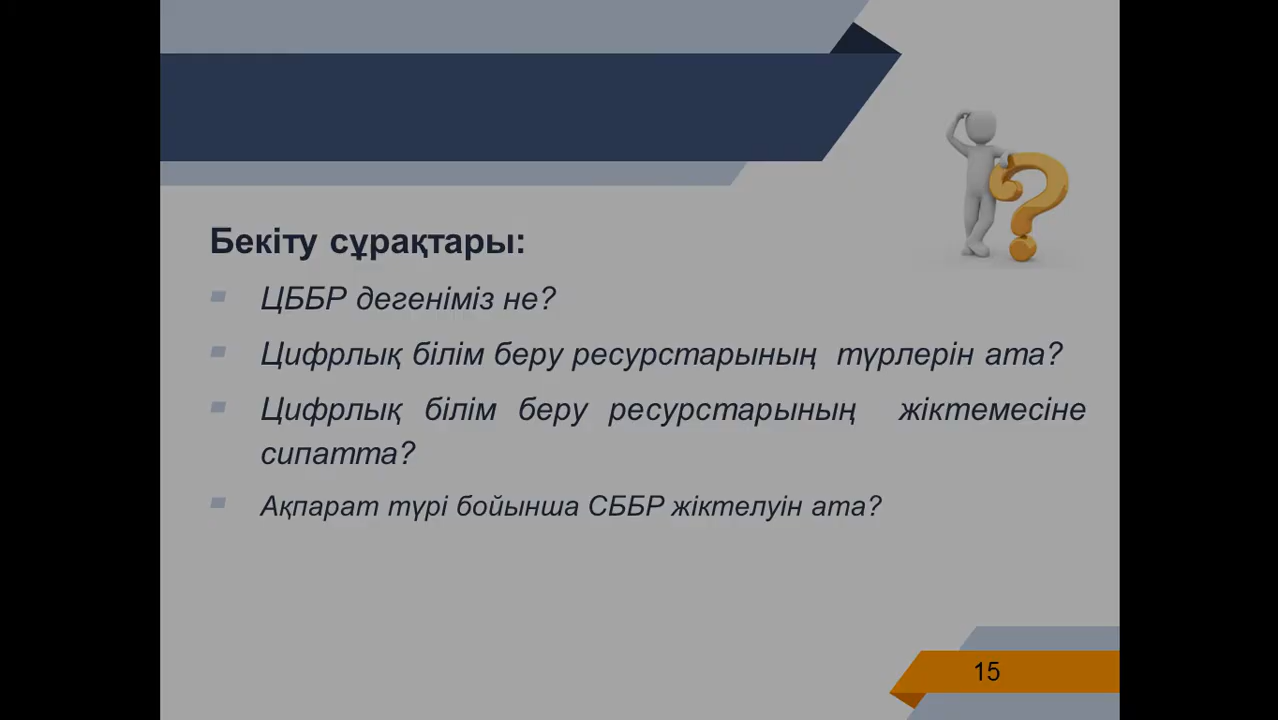 Бекіту сұрақтары:
ЦББР дегеніміз не?
Цифрлық білім беру ресурстарының түрлерін ата?
Цифрлық білім беру ресурстарының жіктемесіне
сипатта?
Ақпарат түрі бойынша СББР жіктелуін ата?
15